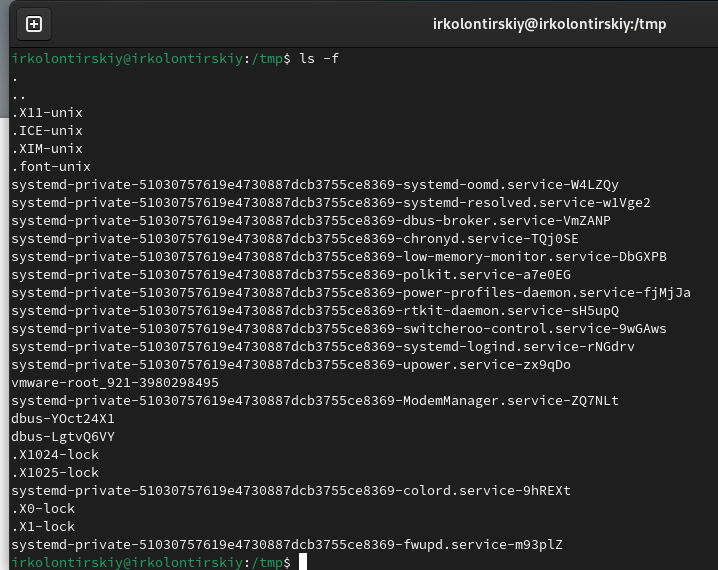 irkolontirskiy@irkolontirskiy:/tmp
irkolontirskiy@irkolontirskiy:/tmp$ ls -f
.
..
.X11-unix
.ICE-unix
.XIM-unix
.font-unix
systemd-private-51030757619e4730887dcb3755ce8369-systemd-oomd.service-W4LZQy
systemd-private-51030757619e4730887dcb3755ce8369-systemd-resolved.service-w1Vge2
systemd-private-51030757619e4730887dcb3755ce8369-dbus-broker.service-VmZANP
systemd-private-51030757619e4730887dcb3755ce8369-chronyd.service-TQj0SE
systemd-private-51030757619e4730887dcb3755ce8369-low-memory-monitor.service-DbGXPB
systemd-private-51030757619e4730887dcb3755ce8369-polkit.service-a7e0EG
systemd-private-51030757619e4730887dcb3755ce8369-power-profiles-daemon.service-fjMjJa
systemd-private-51030757619e4730887dcb3755ce8369-rtkit-daemon.service-sH5upQ
systemd-private-51030757619e4730887dcb3755ce8369-switcheroo-control.service-9wGAws
systemd-private-51030757619e4730887dcb3755ce8369-systemd-logind.service-rNGdrv
systemd-private-51030757619e4730887dcb3755ce8369-upower.service-zx9qDo
vmware-root_921-3980298495
systemd-private-51030757619e4730887dcb3755ce8369-ModemManager.service-ZQ7NLt
dbus-YOct24X1
dbus-LgtvQ6VY
.X1024-lock
.X1025-lock
systemd-private-51030757619e4730887dcb3755ce8369-colord.service-9hREXt
.X0-lock
.X1-lock
systemd-private-51030757619e4730887dcb3755ce8369-fwupd.service-m93plZ
irkolontirskiy@irkolontirskiy:/tmp$